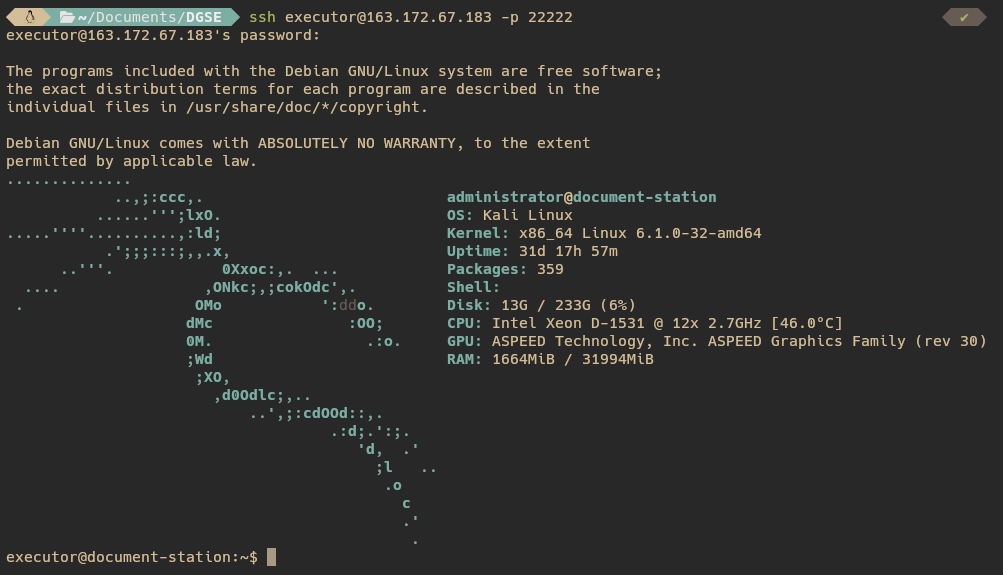 ~/Documents/DGSE ssh executor@163.172.67.183 -p 22222 ✔
executor@163.172.67.183's password:
The programs included with the Debian GNU/Linux system are free software;
the exact distribution terms for each program are described in the
individual files in /usr/share/doc/*/copyright.
Debian GNU/Linux comes with ABSOLUTELY NO WARRANTY, to the extent
permitted by applicable law.
..............
            ..,;:ccc,.                           administrator@document-station
          ......''';lxO.                         OS: Kali Linux
.....''''..........,:ld;                         Kernel: x86_64 Linux 6.1.0-32-amd64
           .';;;:::;,,.x,                        Uptime: 31d 17h 57m
      ..'''.            0Xxoc:,.  ...            Packages: 359
  ....                ,ONkc;,;cokOdc',.          Shell:
 .                   OMo           ':ddo.        Disk: 13G / 233G (6%)
                    dMc               :OO;       CPU: Intel Xeon D-1531 @ 12x 2.7GHz [46.0°C]
                    0M.                 .:o.     GPU: ASPEED Technology, Inc. ASPEED Graphics Family (rev 30)
                    ;Wd                          RAM: 1664MiB / 31994MiB
                     ;XO,
                       ,d0Odlc;,..
                           ..',;:cdOOd::,.
                                    .:d;.':;.
                                       'd,  .'
                                         ;l   ..
                                          .o
                                            c
                                            .'
                                             .
executor@document-station:~$